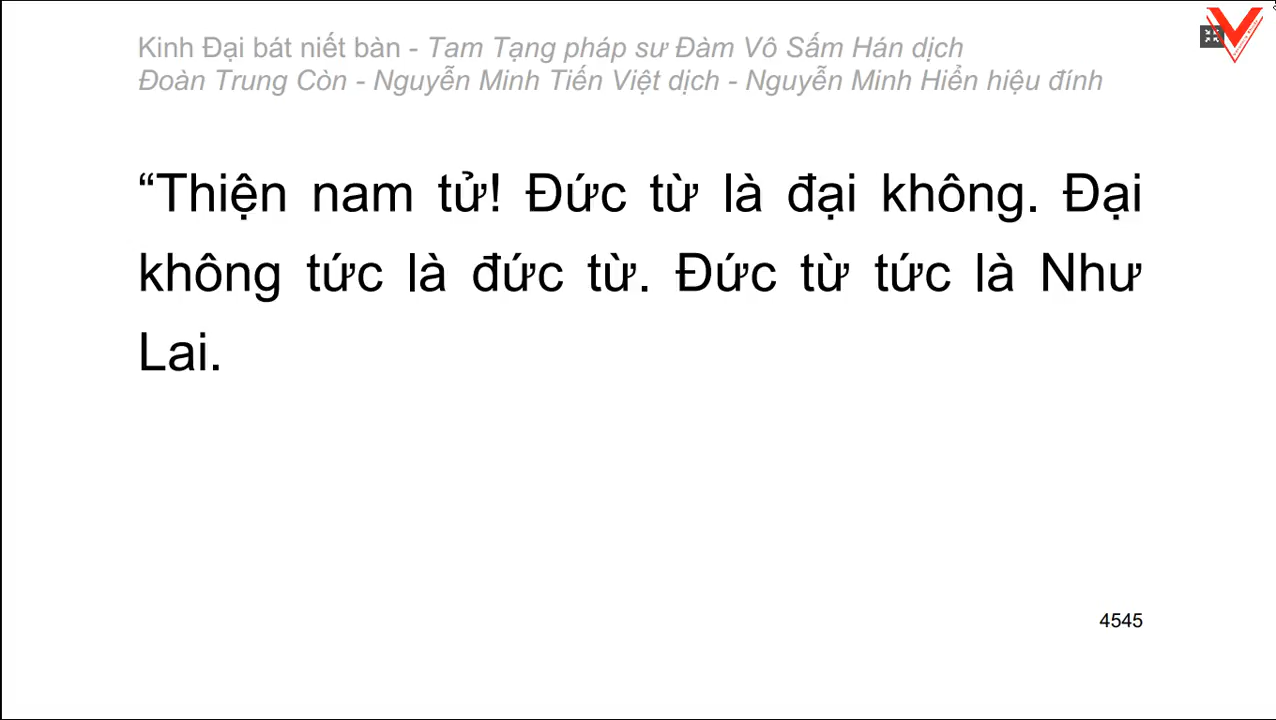 Kinh Đại bát niết bàn - Tam Tạng pháp sư Đàm Vô Sấm Hán dịch
Đoàn Trung Còn - Nguyễn Minh Tiến Việt dịch - Nguyễn Minh Hiển hiệu đính
“Thiện nam tử! Đức từ là đại không. Đại
không tức là đức từ. Đức từ tức là Như
Lai.
4545